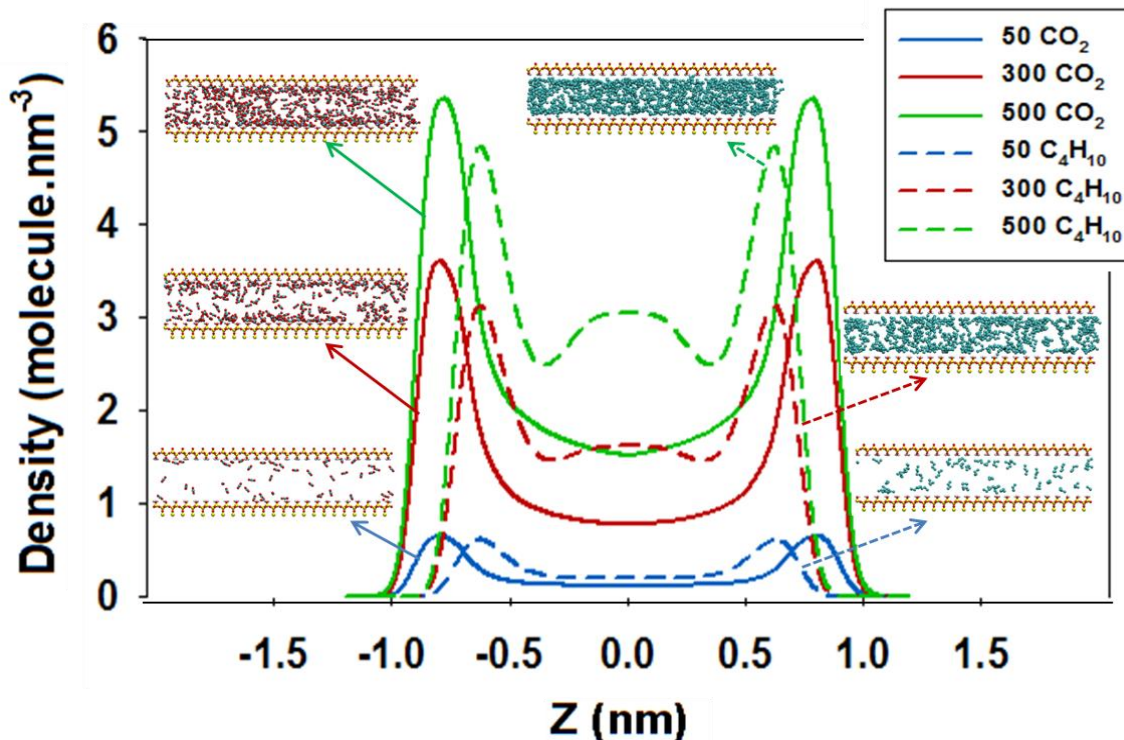 Density (molecule.nm⁻³)
6
5
4
3
2
1
0
50 CO₂
300 CO₂
500 CO₂
50 C₄H₁₀
300 C₄H₁₀
500 C₄H₁₀
-1.5 -1.0 -0.5 0.0 0.5 1.0 1.5
Z (nm)